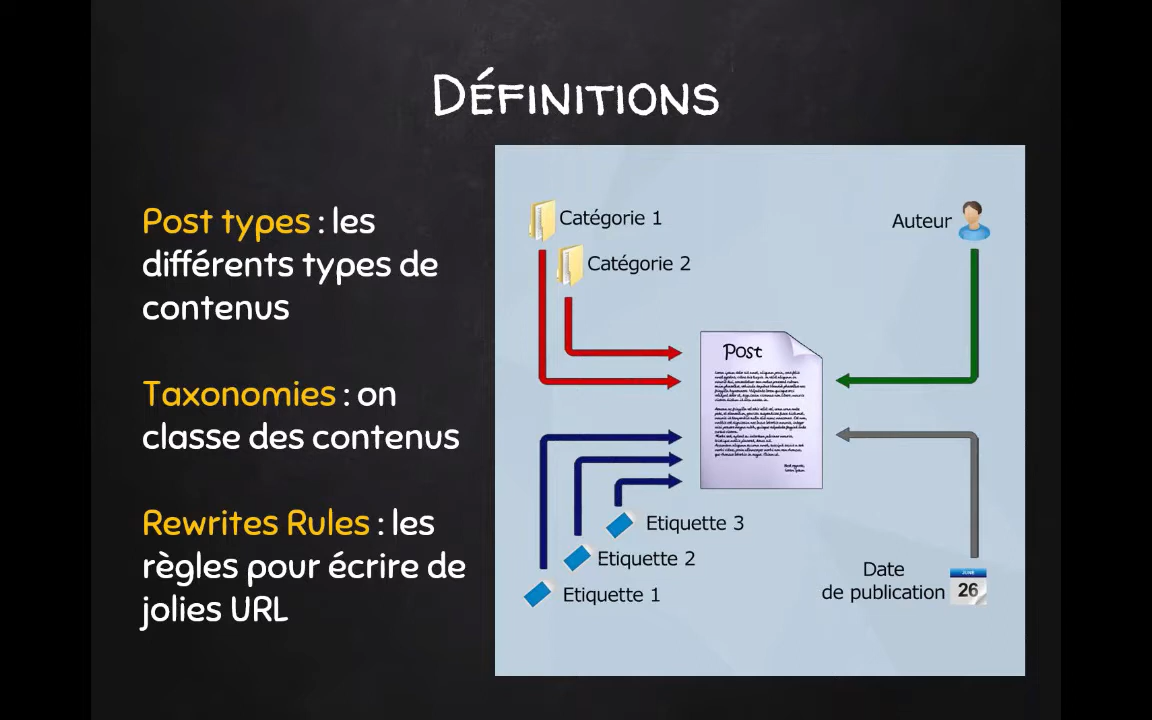 Définitions
Post types : les
différents types de
contenus
Taxonomies : on
classe des contenus
Rewrites Rules : les
règles pour écrire de
jolies URL
Catégorie 1
Catégorie 2
Auteur
Post
Etiquette 3
Etiquette 2
Etiquette 1
Date
de publication
JUNE
26